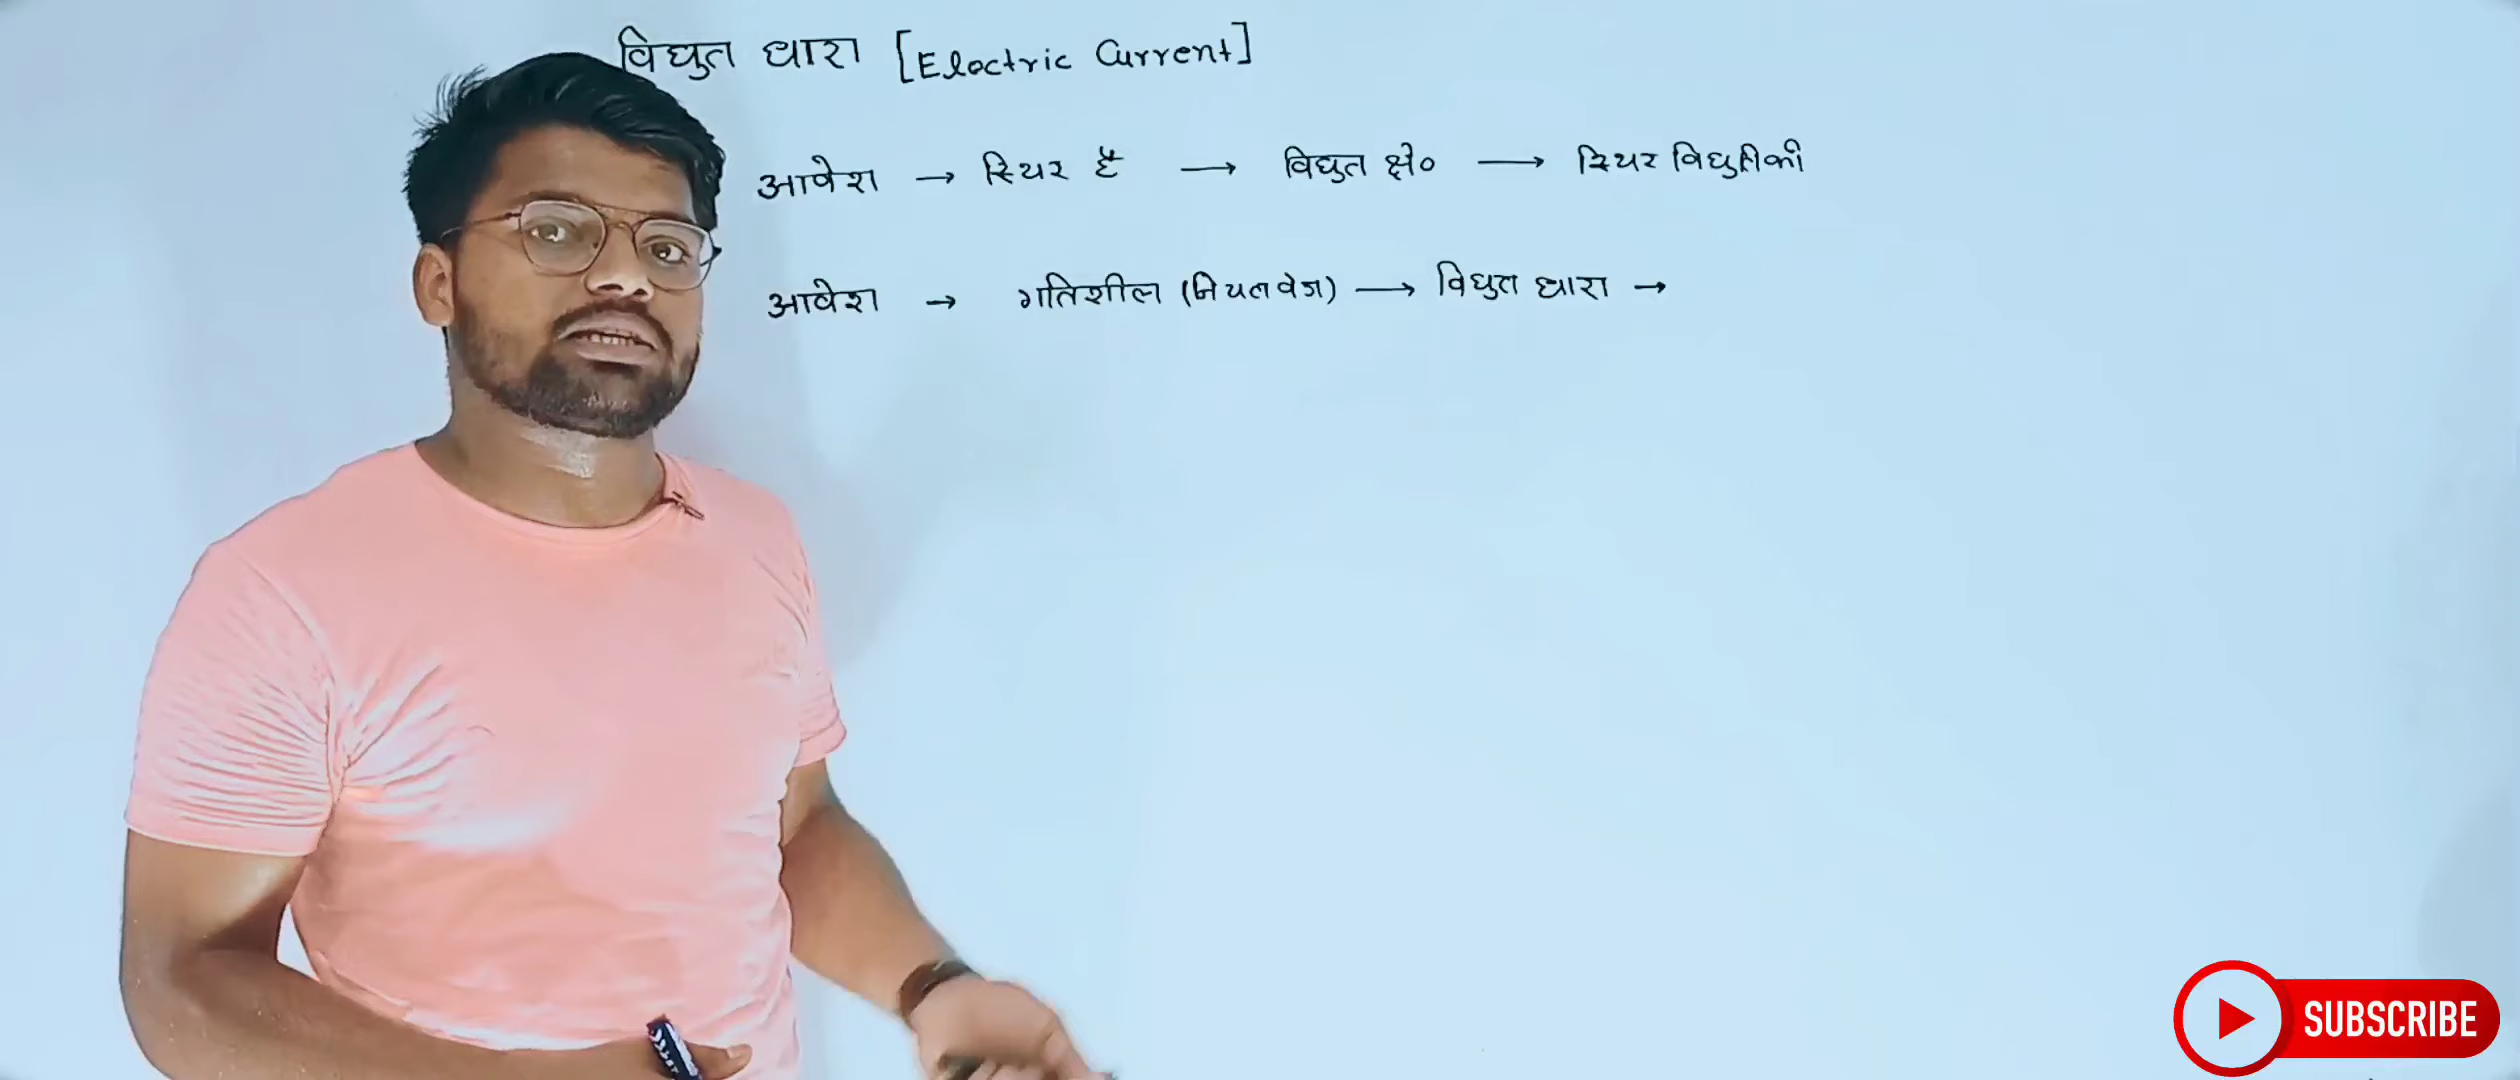 विद्युत धारा [Electric Current]
आवेश → स्थिर है → विद्युत क्षे० → स्थिर विद्युतिकी
आवेश → गतिशील (नियतवेग) → विद्युत धारा →
SUBSCRIBE